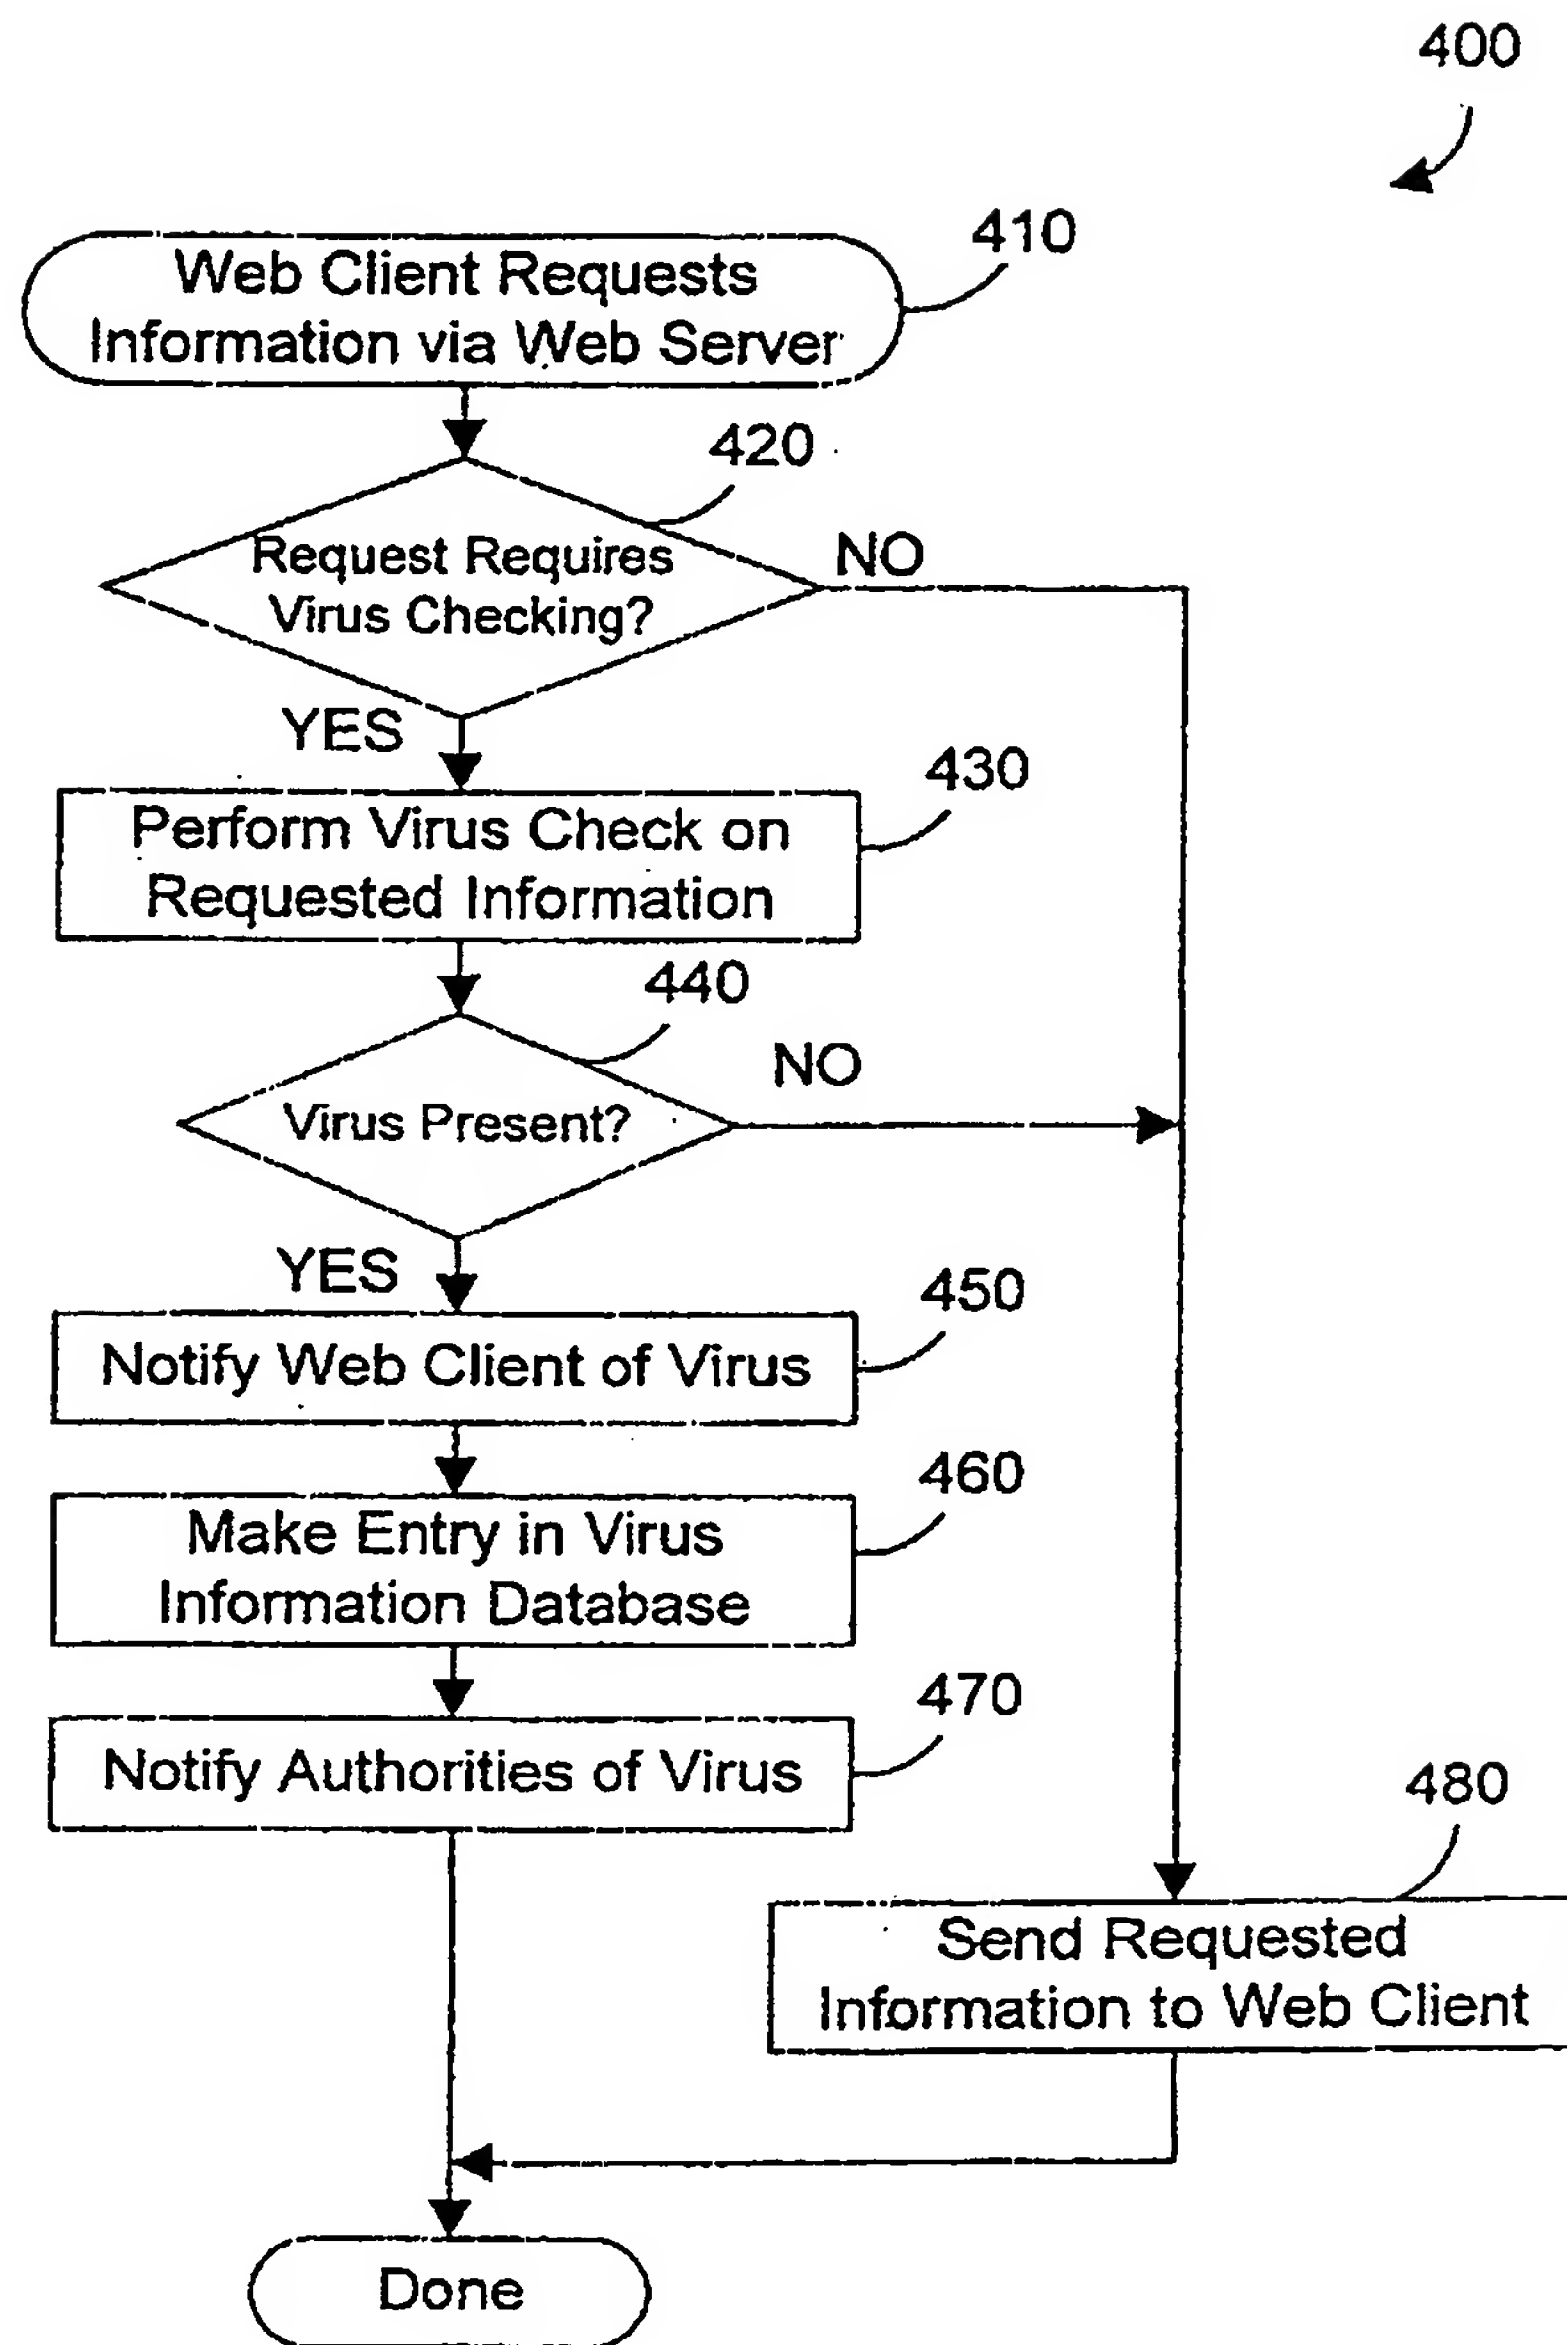 400
410
Web Client Requests
Information via Web Server
420
Request Requires
Virus Checking?
NO
YES
430
Perform Virus Check on
Requested Information
440
Virus Present?
NO
YES
450
Notify Web Client of Virus
460
Make Entry in Virus
Information Database
470
Notify Authorities of Virus
480
Send Requested
Information to Web Client
Done